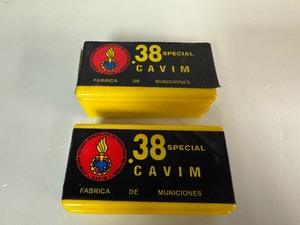 .38 SPECIAL
CAVIM
FABRICA DE MUNICIONES
.38 SPECIAL
CAVIM
FABRICA DE MUNICIONES